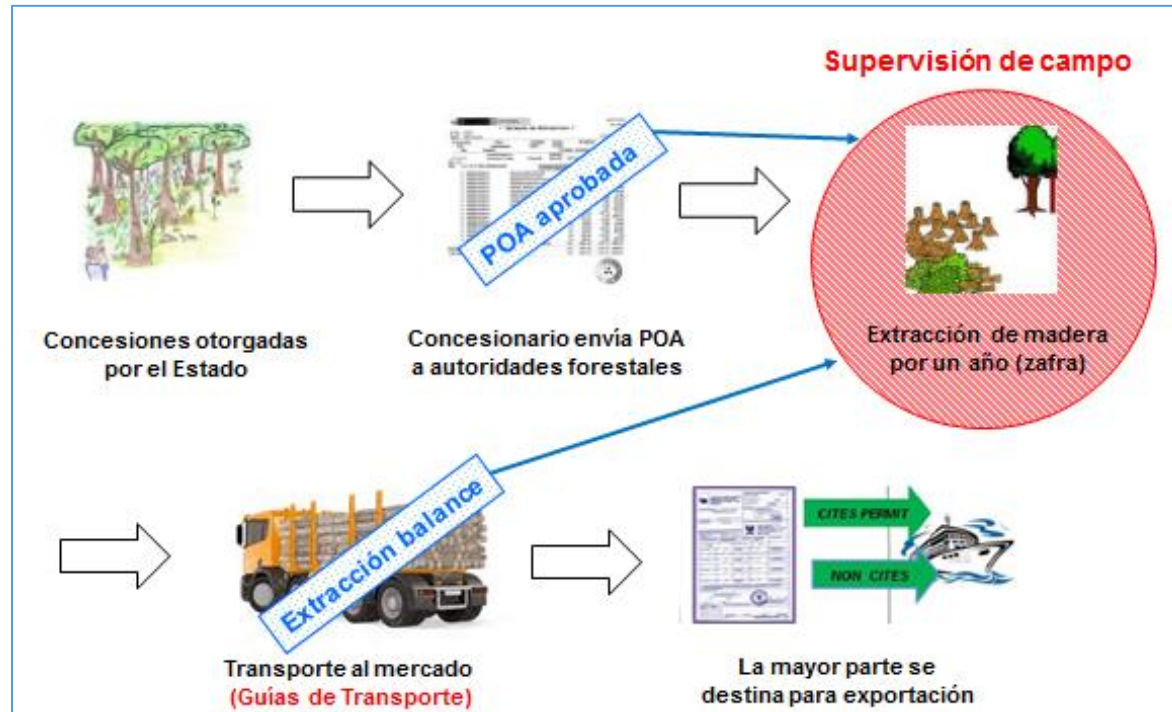 Supervisión de campo
POA aprobada
Concesiones otorgadas
por el Estado
Concesionario envía POA
a autoridades forestales
Extracción de madera
por un año (zafra)
Extracción balance
CITES PERMIT
NON CITES
Transporte al mercado
(Guías de Transporte)
La mayor parte se
destina para exportación